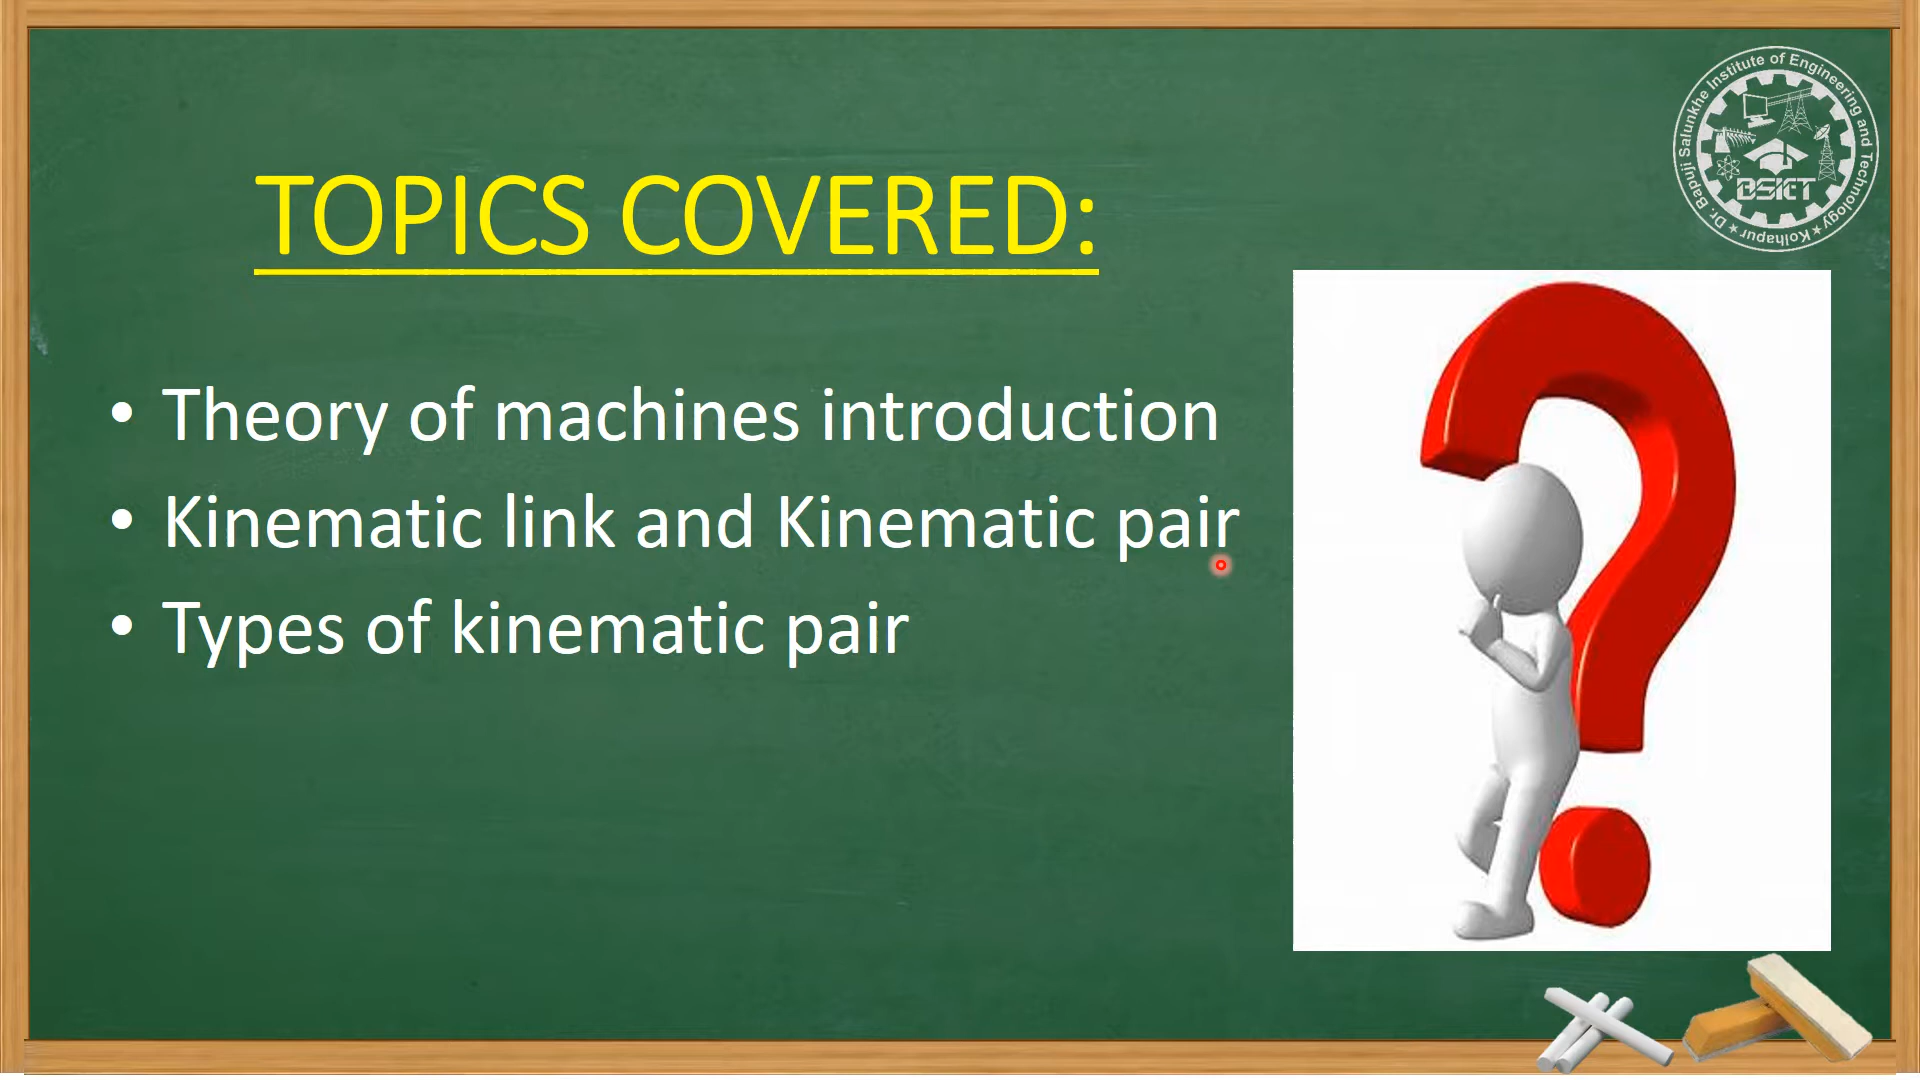 Dr. Bapuji Salunkhe Institute of Engineering and Technology
★ Kolhapur ★
BSIET
TOPICS COVERED:
• Theory of machines introduction
• Kinematic link and Kinematic pair
• Types of kinematic pair